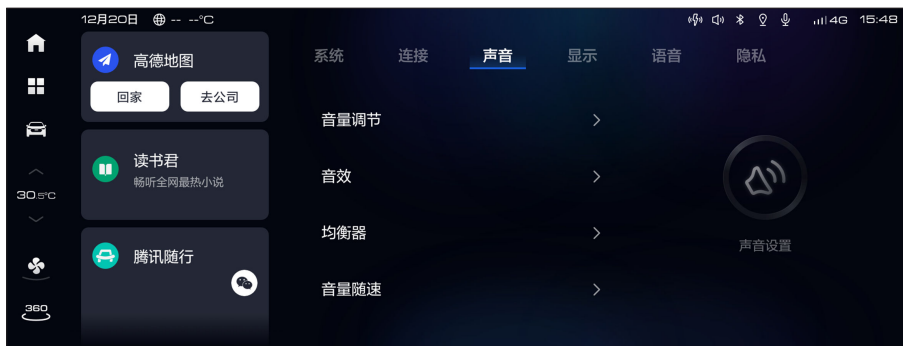 12月20日 -- --°C 4G 15:48
高德地图
回家 去公司
读书君
畅听全网最热小说
腾讯随行
30.5°C
360
系统 连接 声音 显示 语音 隐私
音量调节
音效
均衡器
音量随速
声音设置